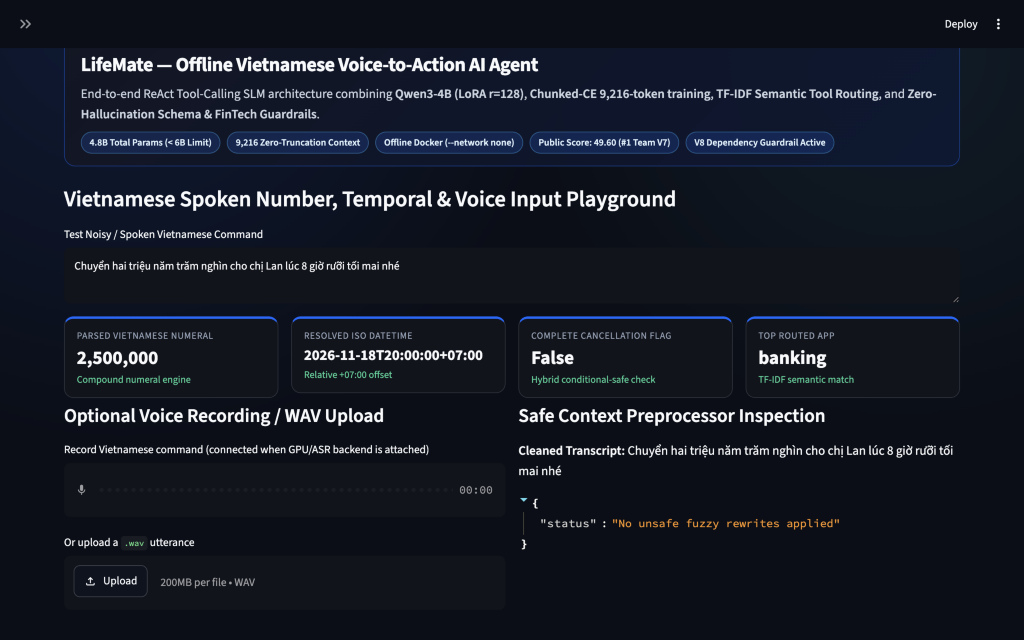 Deploy
LifeMate — Offline Vietnamese Voice-to-Action AI Agent
End-to-end ReAct Tool-Calling SLM architecture combining Qwen3-4B (LoRA r=128), Chunked-CE 9,216-token training, TF-IDF Semantic Tool Routing, and Zero-
Hallucination Schema & FinTech Guardrails.
4.8B Total Params (< 6B Limit)
9,216 Zero-Truncation Context
Offline Docker (--network none)
Public Score: 49.60 (#1 Team V7)
V8 Dependency Guardrail Active
Vietnamese Spoken Number, Temporal & Voice Input Playground
Test Noisy / Spoken Vietnamese Command
Chuyển hai triệu năm trăm nghìn cho chị Lan lúc 8 giờ rưỡi tối mai nhé
PARSED VIETNAMESE NUMERAL
2,500,000
Compound numeral engine
RESOLVED ISO DATETIME
2026-11-18T20:00:00+07:00
Relative +07:00 offset
COMPLETE CANCELLATION FLAG
False
Hybrid conditional-safe check
TOP ROUTED APP
banking
TF-IDF semantic match
Optional Voice Recording / WAV Upload
Record Vietnamese command (connected when GPU/ASR backend is attached)
00:00
Or upload a .wav utterance
Upload
200MB per file • WAV
Safe Context Preprocessor Inspection
Cleaned Transcript: Chuyển hai triệu năm trăm nghìn cho chị Lan lúc 8 giờ rưỡi tối
mai nhé
{
"status" : "No unsafe fuzzy rewrites applied"
}